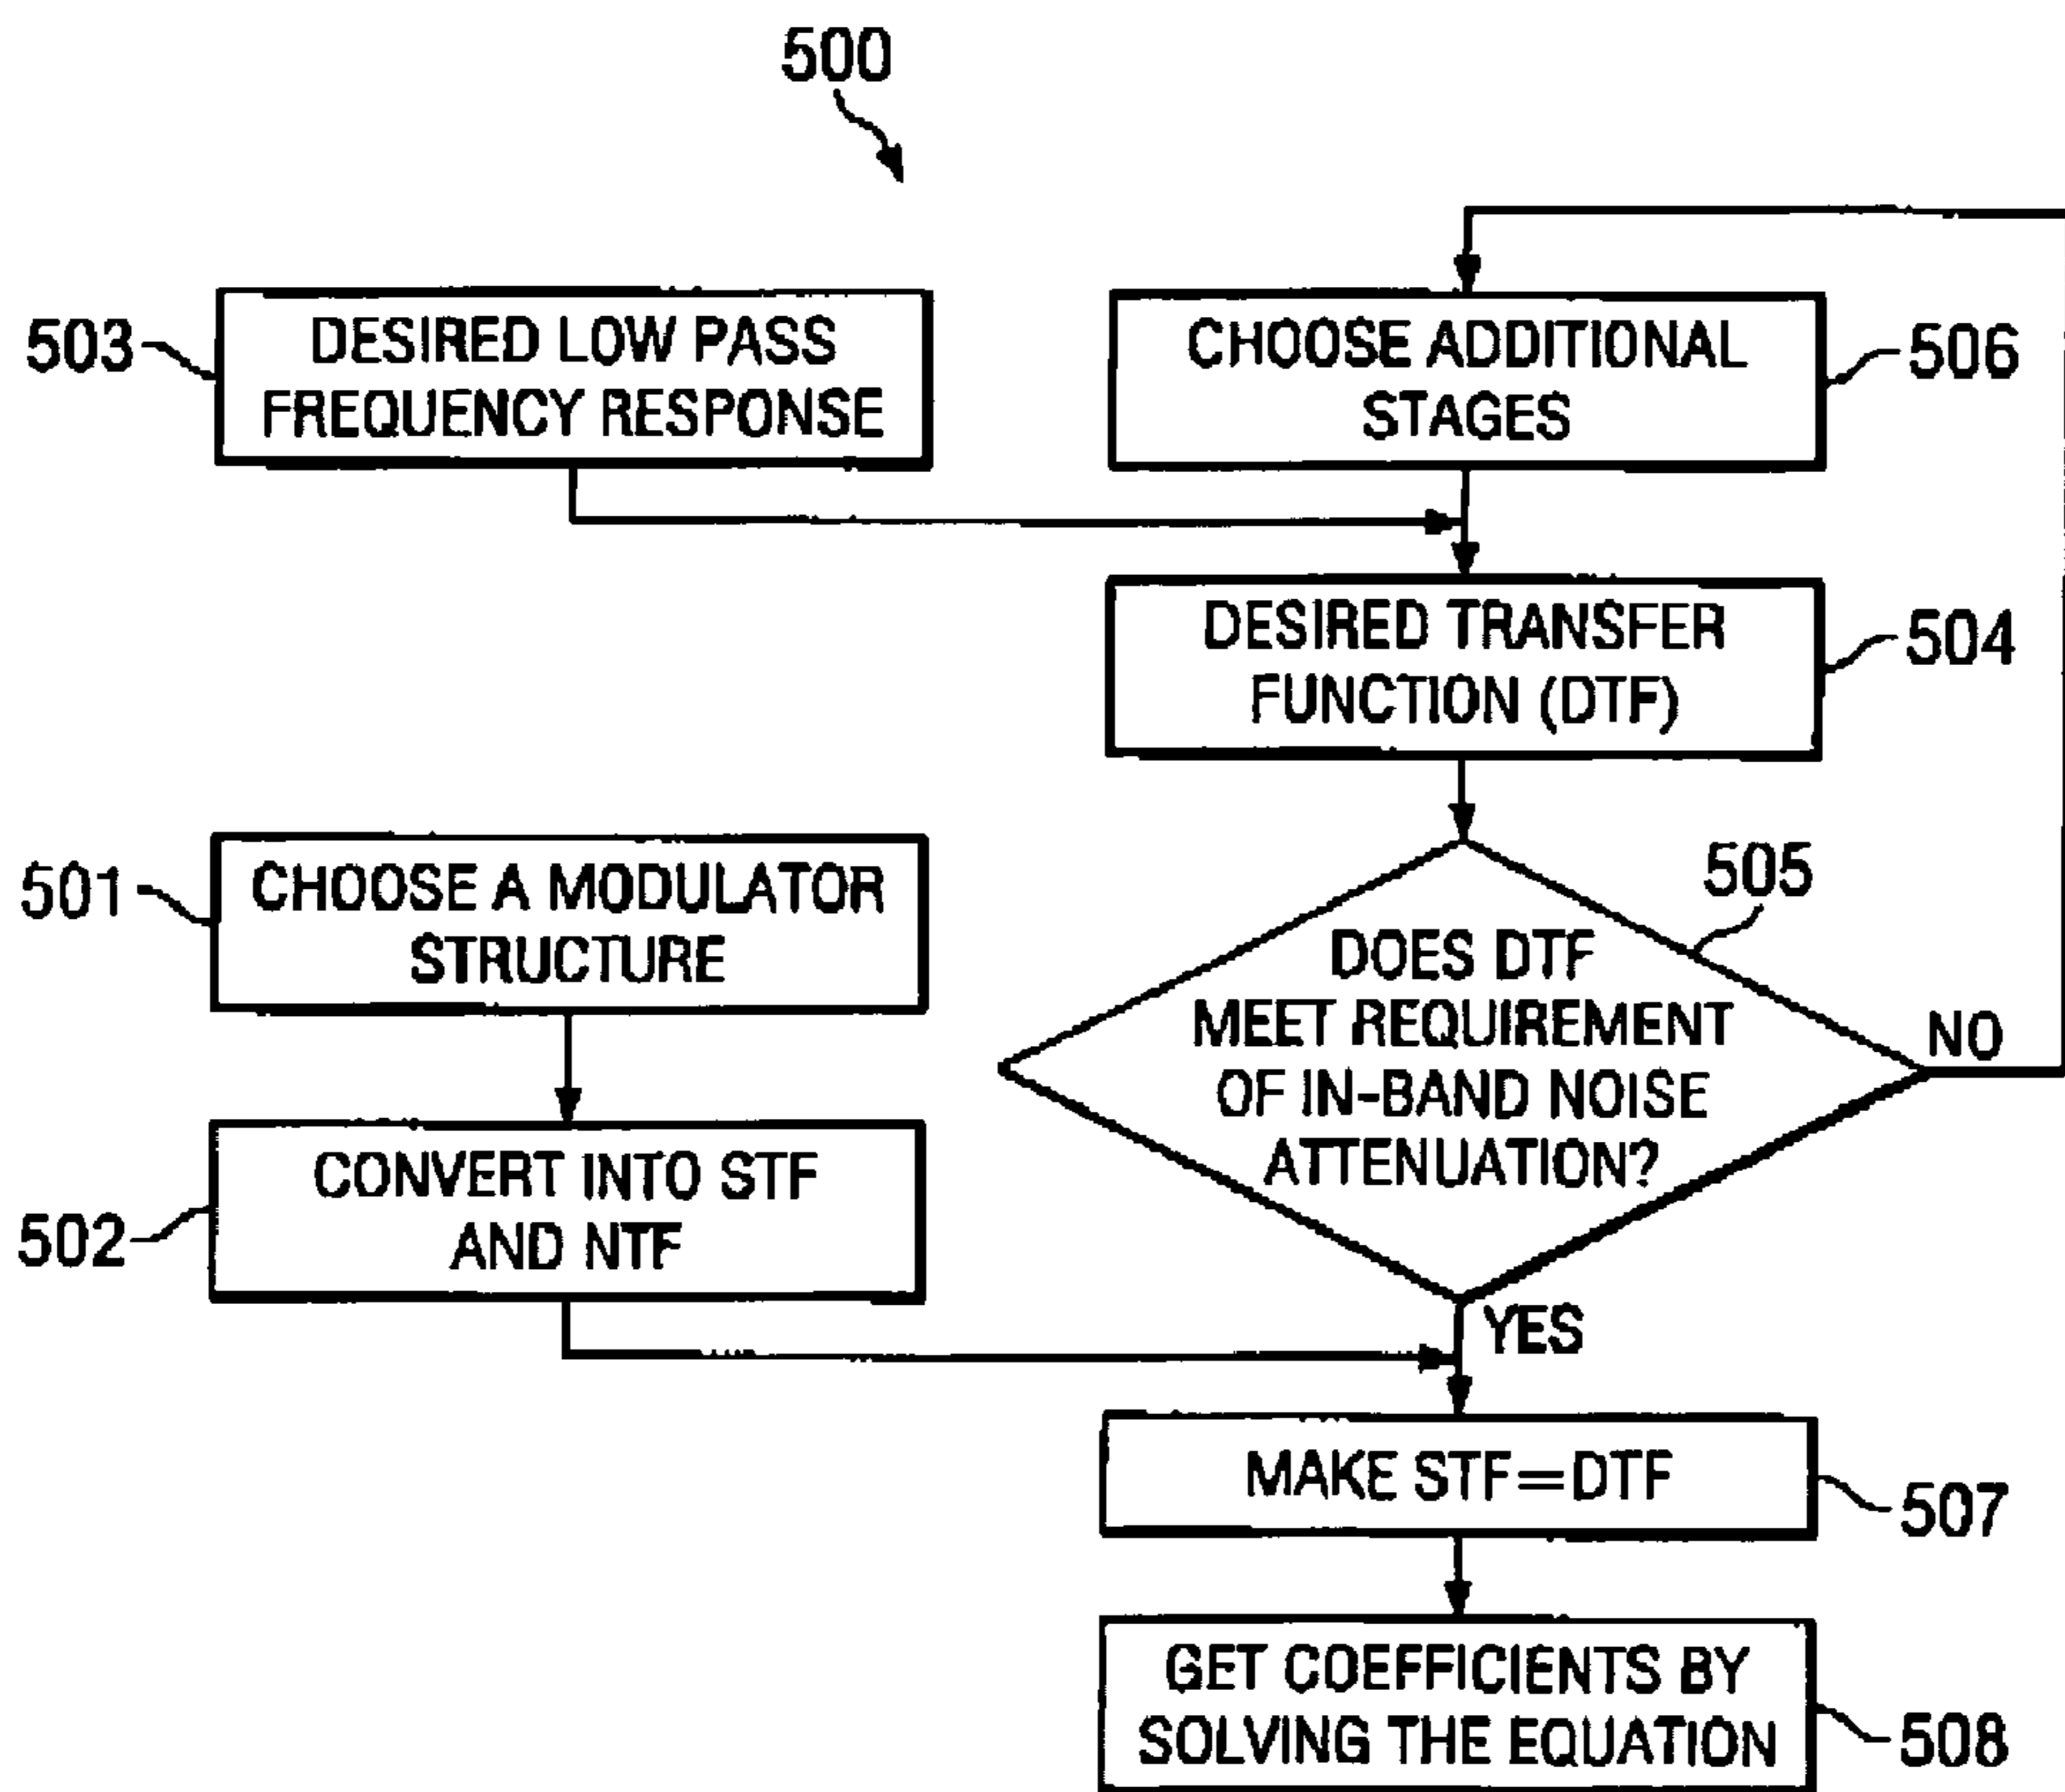 500
503
DESIRED LOW PASS
FREQUENCY RESPONSE
CHOOSE ADDITIONAL
STAGES
506
DESIRED TRANSFER
FUNCTION (DTF)
504
501
CHOOSE A MODULATOR
STRUCTURE
505
DOES DTF
MEET REQUIREMENT
OF IN-BAND NOISE
ATTENUATION?
NO
502
CONVERT INTO STF
AND NTF
YES
MAKE STF=DTF
507
GET COEFFICIENTS BY
SOLVING THE EQUATION
508